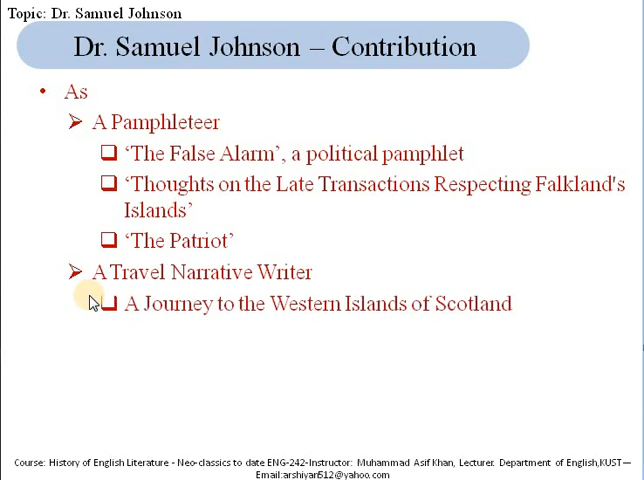 Topic: Dr. Samuel Johnson
Dr. Samuel Johnson – Contribution
• As
➢ A Pamphleteer
❑ ‘The False Alarm’, a political pamphlet
❑ ‘Thoughts on the Late Transactions Respecting Falkland's
Islands’
❑ ‘The Patriot’
➢ A Travel Narrative Writer
❑ A Journey to the Western Islands of Scotland
Course: History of English Literature - Neo-classics to date ENG-242-Instructor: Muhammad Asif Khan, Lecturer. Department of English,KUST—
Email:arshiyan512@yahoo.com